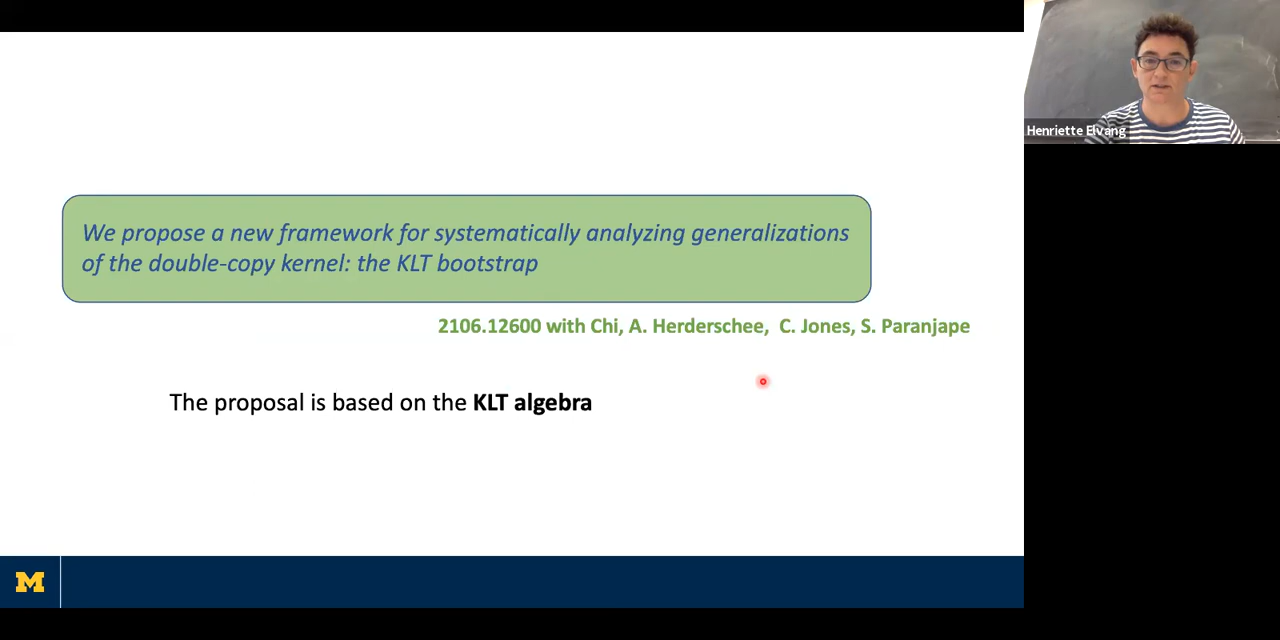 Henriette Elvang
We propose a new framework for systematically analyzing generalizations
of the double-copy kernel: the KLT bootstrap
2106.12600 with Chi, A. Herderschee, C. Jones, S. Paranjape
The proposal is based on the KLT algebra
M